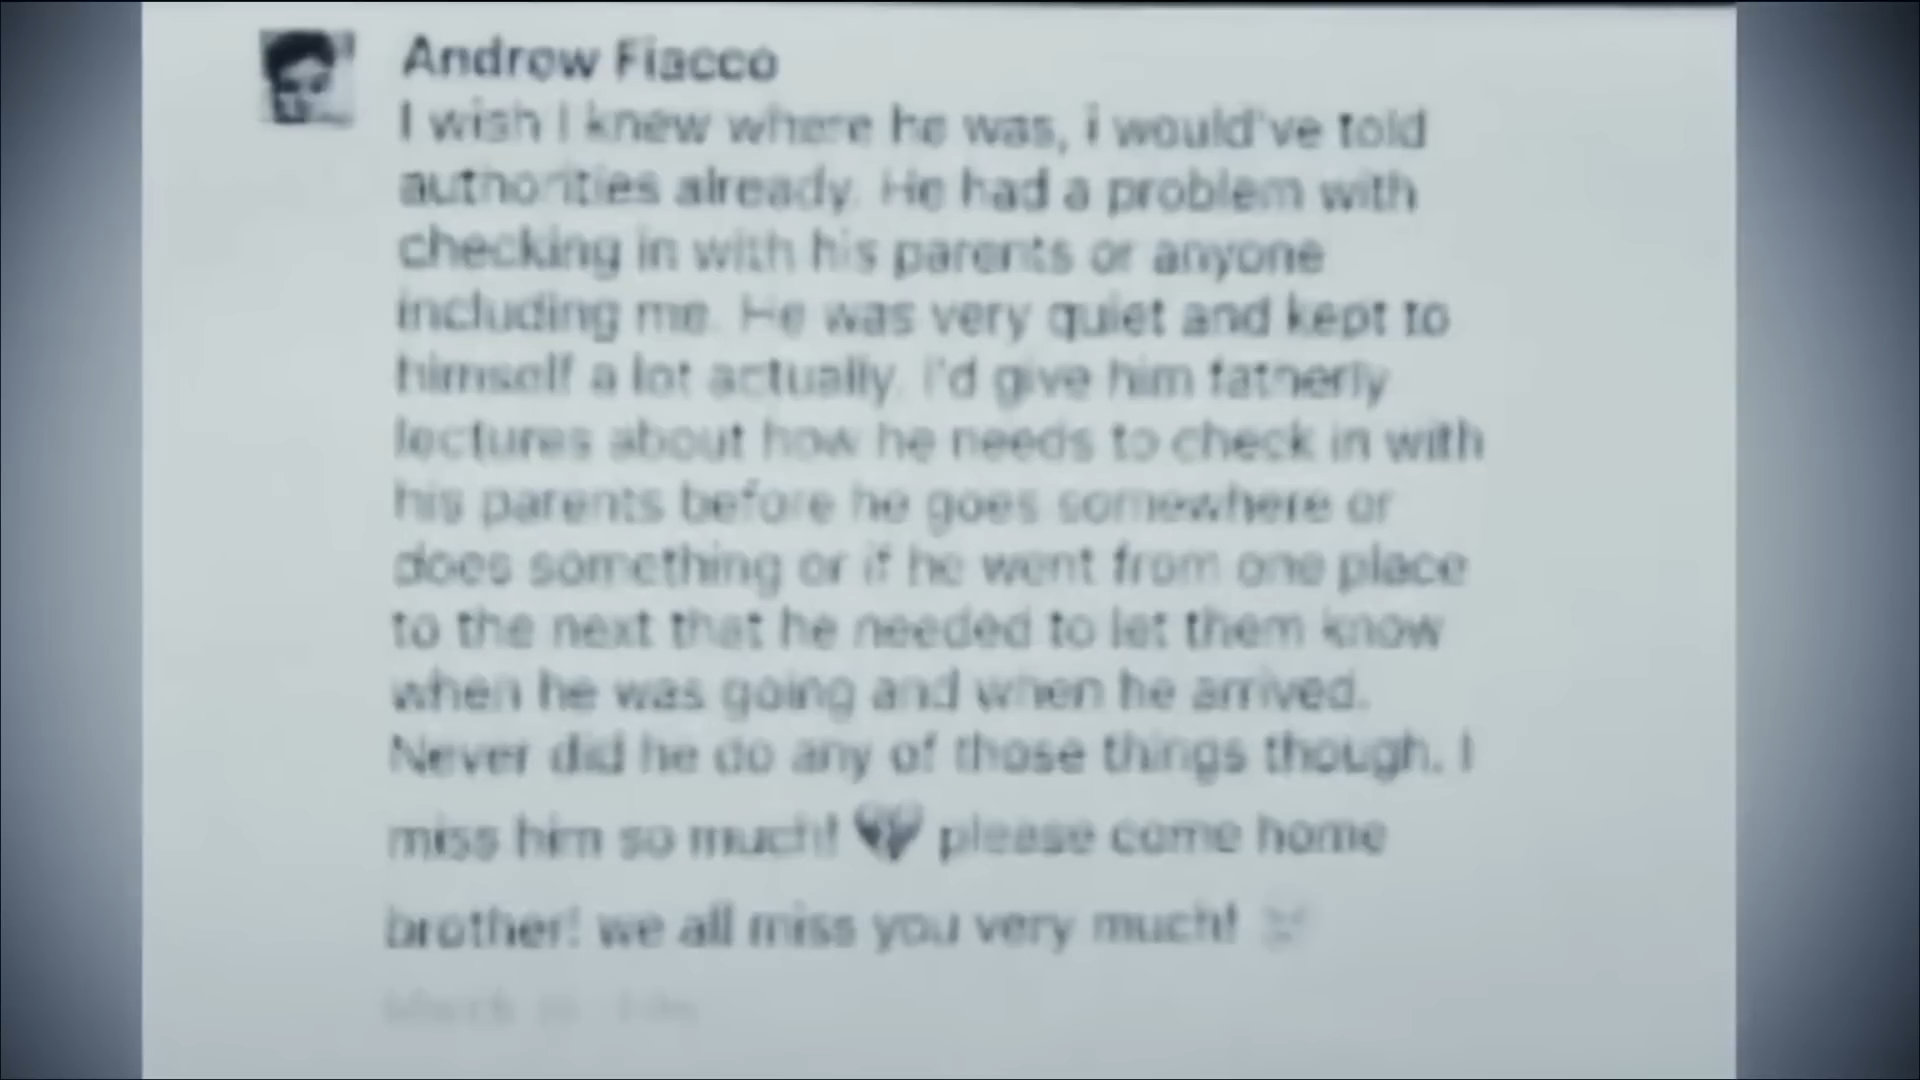 Andrew Fiacco
I wish I knew where he was, i would've told
authorities already. He had a problem with
checking in with his parents or anyone
including me. He was very quiet and kept to
himself a lot actually. I'd give him fatherly
lectures about how he needs to check in with
his parents before he goes somewhere or
does something or if he went from one place
to the next that he needed to let them know
when he was going and when he arrived.
Never did he do any of those things though. I
miss him so much! 💔 please come home
brother! we all miss you very much!
March